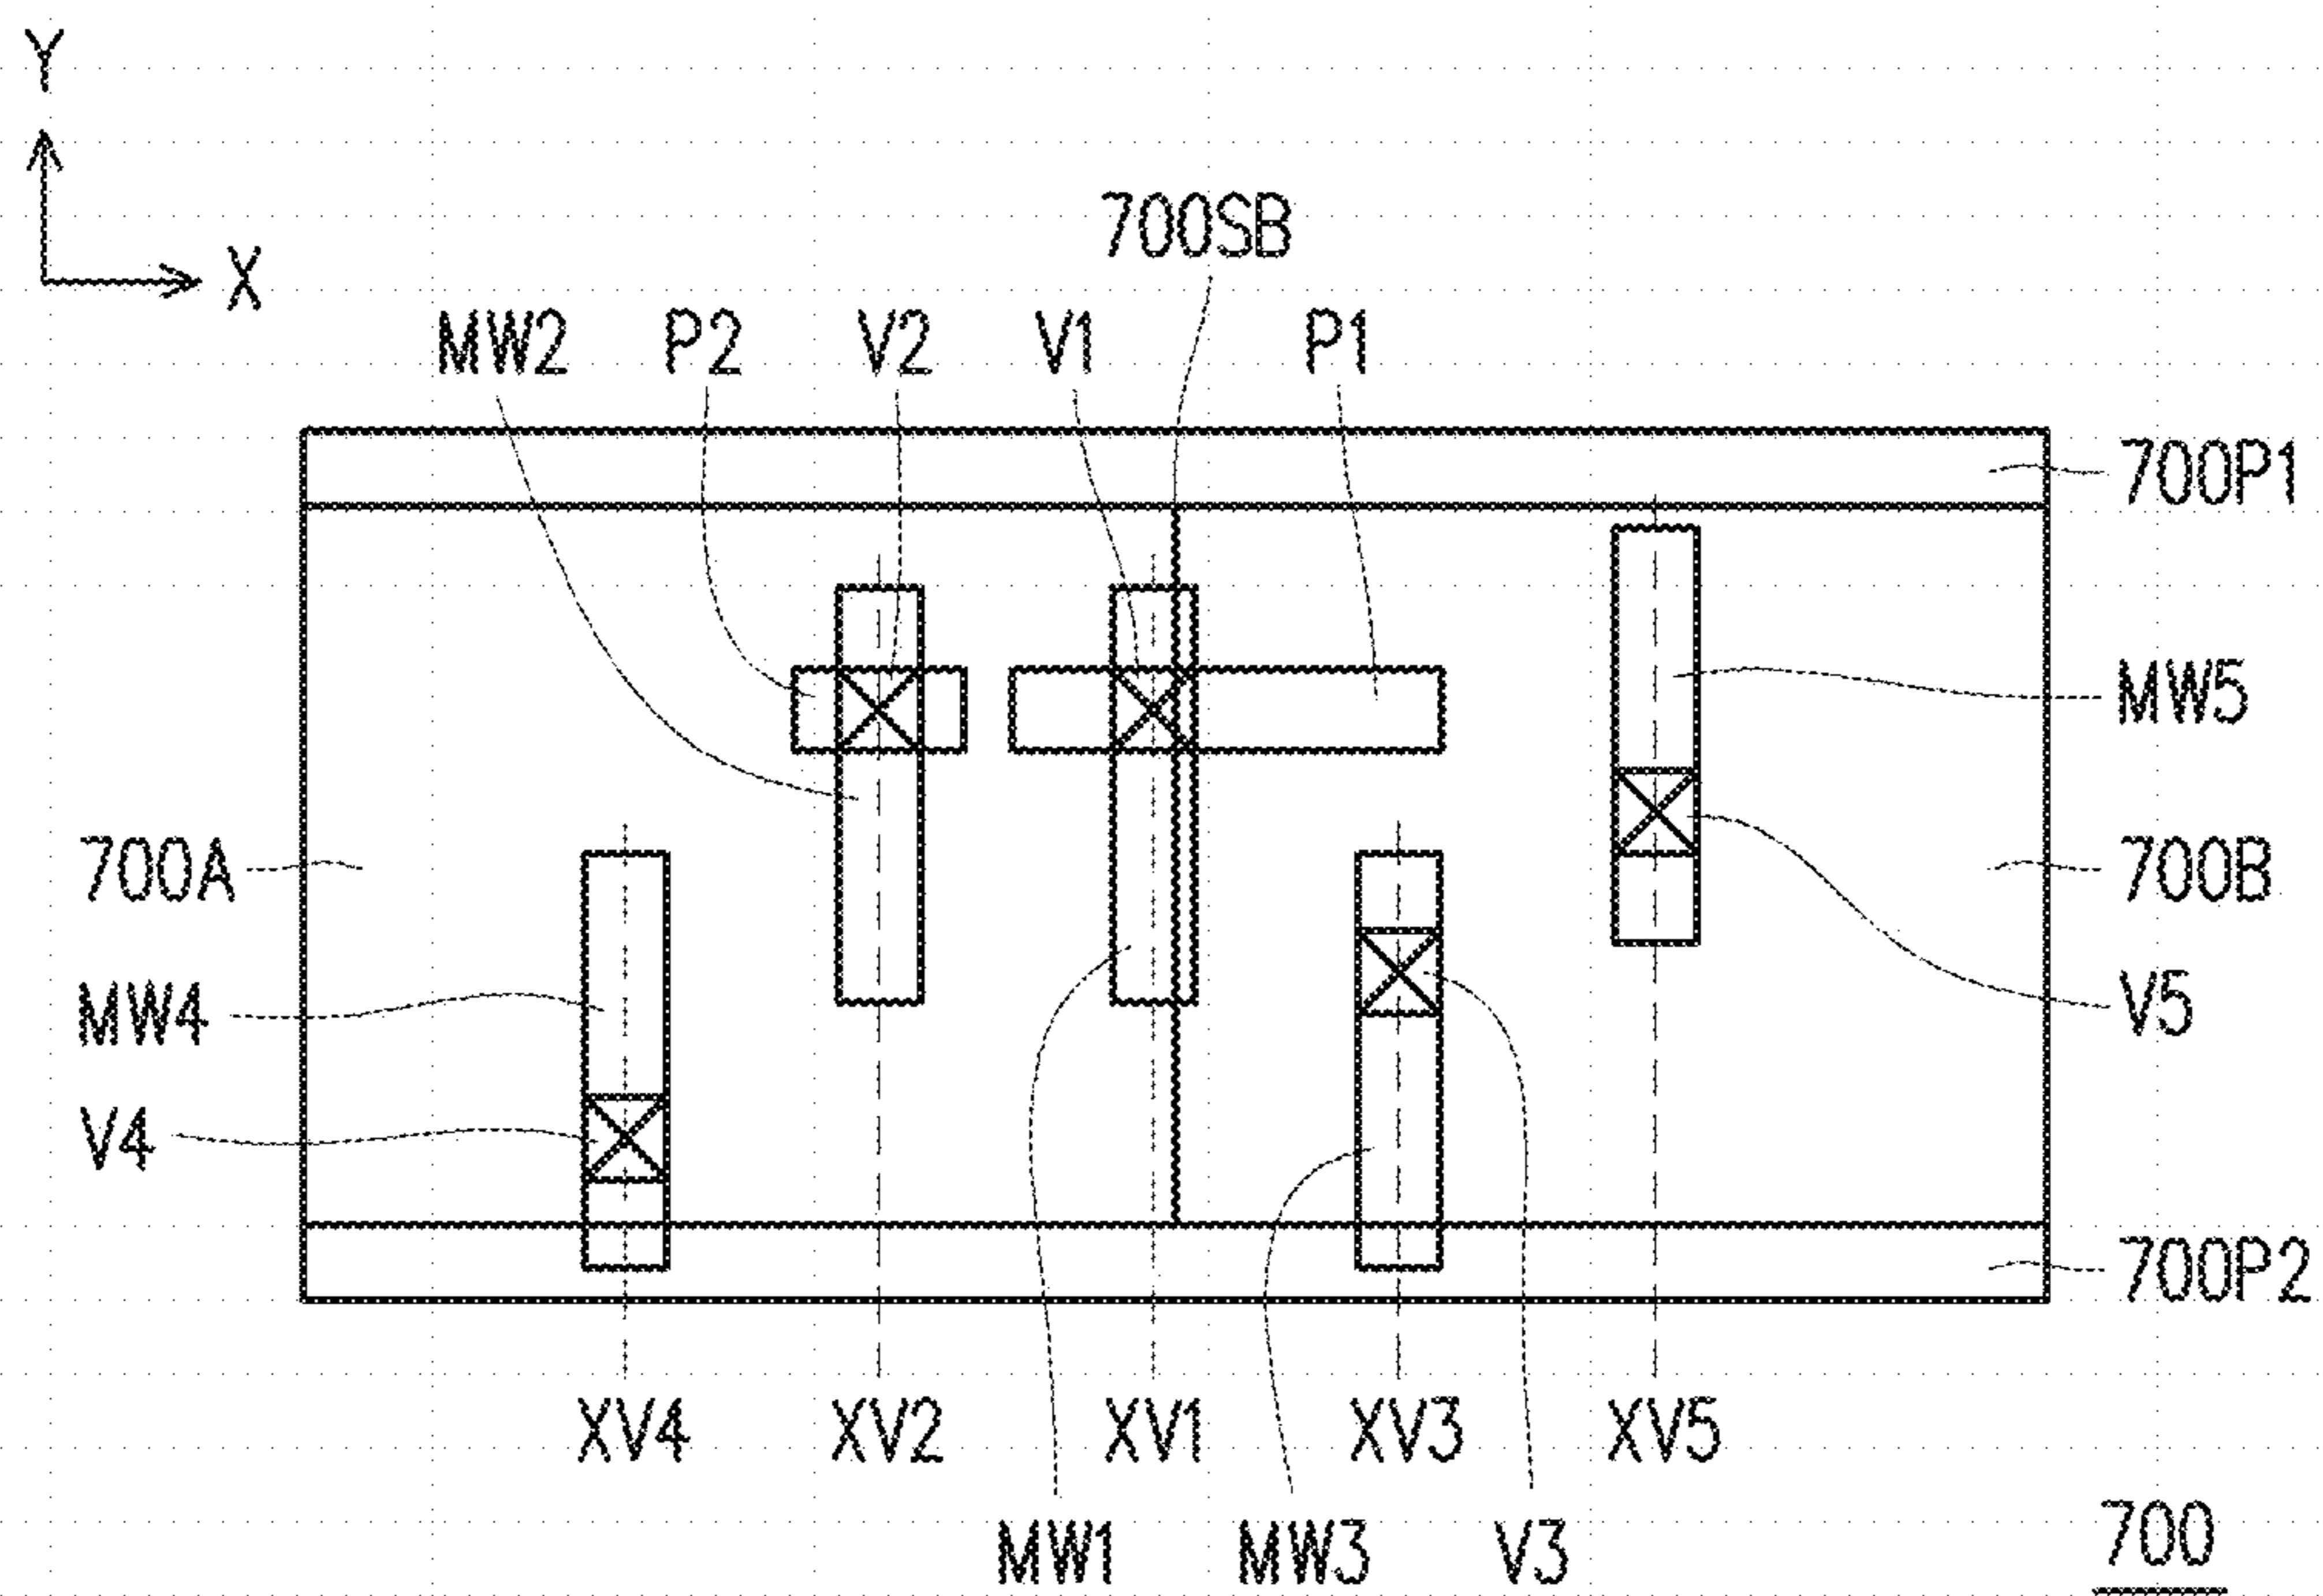 Y
X
700SB
MW2 P2 V2 V1 P1
700P1
MW5
700A 700B
MW4 V5
V4
700P2
XV4 XV2 XV1 XV3 XV5
MW1 MW3 V3
700